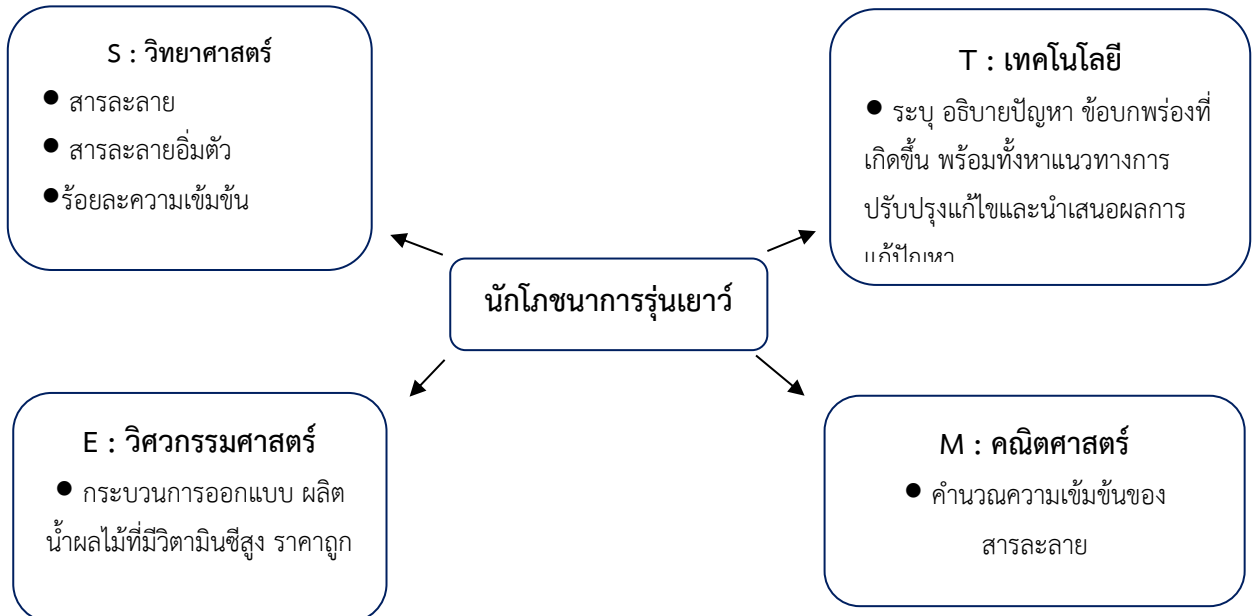 S : วิทยาศาสตร์
● สารละลาย
● สารละลายอิ่มตัว
●ร้อยละความเข้มข้น
T : เทคโนโลยี
● ระบุ อธิบายปัญหา ข้อบกพร่องที่
เกิดขึ้น พร้อมทั้งหาแนวทางการ
ปรับปรุงแก้ไขและนำเสนอผลการ
แก้ปัญหา
นักโภชนาการรุ่นเยาว์
E : วิศวกรรมศาสตร์
● กระบวนการออกแบบ ผลิต
น้ำผลไม้ที่มีวิตามินซีสูง ราคาถูก
M : คณิตศาสตร์
● คำนวณความเข้มข้นของ
สารละลาย